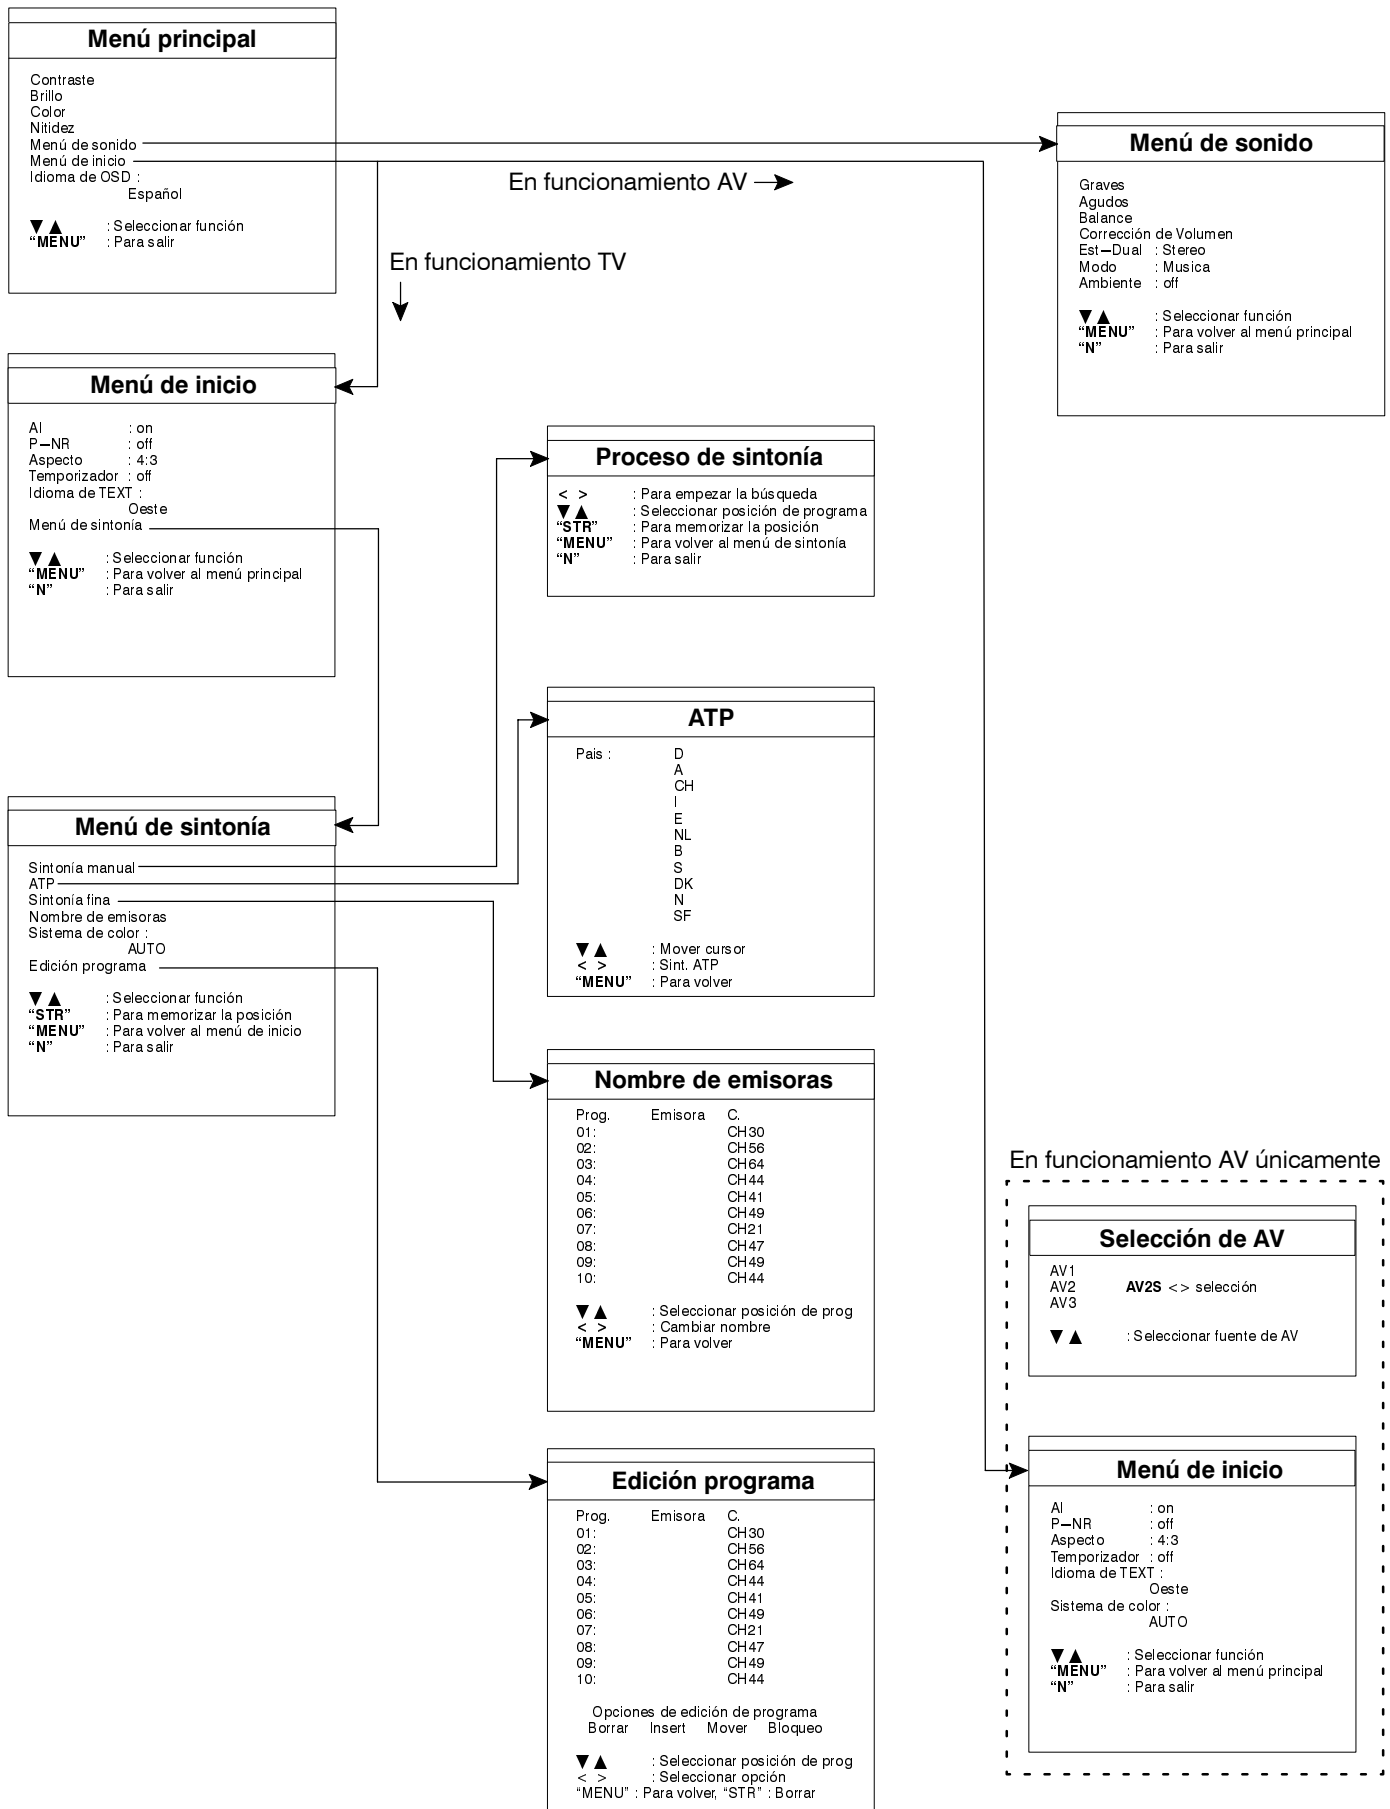 Menú principal
Contraste
Brillo
Color
Nitidez
Menú de sonido
Menú de inicio
Idioma de OSD :
Español
▼ ▲ : Seleccionar función
“MENU” : Para salir
En funcionamiento AV
En funcionamiento TV
Menú de sonido
Graves
Agudos
Balance
Corrección de Volumen
Est–Dual : Stereo
Modo : Musica
Ambiente : off
▼ ▲ : Seleccionar función
“MENU” : Para volver al menú principal
“N” : Para salir
Menú de inicio
AI : on
P–NR : off
Aspecto : 4:3
Temporizador : off
Idioma de TEXT :
Oeste
Menú de sintonía
▼ ▲ : Seleccionar función
“MENU” : Para volver al menú principal
“N” : Para salir
Proceso de sintonía
< > : Para empezar la búsqueda
▼ ▲ : Seleccionar posición de programa
“STR” : Para memorizar la posición
“MENU” : Para volver al menú de sintonía
“N” : Para salir
ATP
Pais : D
A
CH
I
E
NL
B
S
DK
N
SF
▼ ▲ : Mover cursor
< > : Sint. ATP
“MENU” : Para volver
Menú de sintonía
Sintonía manual
ATP
Sintonía fina
Nombre de emisoras
Sistema de color :
AUTO
Edición programa
▼ ▲ : Seleccionar función
“STR” : Para memorizar la posición
“MENU” : Para volver al menú de inicio
“N” : Para salir
Nombre de emisoras
Prog. Emisora C.
01: CH30
02: CH56
03: CH64
04: CH44
05: CH41
06: CH49
07: CH21
08: CH47
09: CH49
10: CH44
▼ ▲ : Seleccionar posición de prog
< > : Cambiar nombre
“MENU” : Para volver
Edición programa
Prog. Emisora C.
01: CH30
02: CH56
03: CH64
04: CH44
05: CH41
06: CH49
07: CH21
08: CH47
09: CH49
10: CH44
Opciones de edición de programa
Borrar Insert Mover Bloqueo
▼ ▲ : Seleccionar posición de prog
< > : Seleccionar opción
“MENU” : Para volver, “STR” : Borrar
En funcionamiento AV únicamente
Selección de AV
AV1
AV2 AV2S <> selección
AV3
▼ ▲ : Seleccionar fuente de AV
Menú de inicio
AI : on
P–NR : off
Aspecto : 4:3
Temporizador : off
Idioma de TEXT :
Oeste
Sistema de color :
AUTO
▼ ▲ : Seleccionar función
“MENU” : Para volver al menú principal
“N” : Para salir